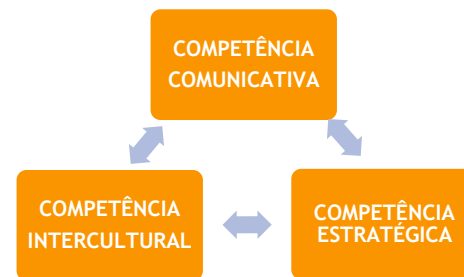 COMPETÊNCIA
COMUNICATIVA
COMPETÊNCIA
INTERCULTURAL
COMPETÊNCIA
ESTRATÉGICA